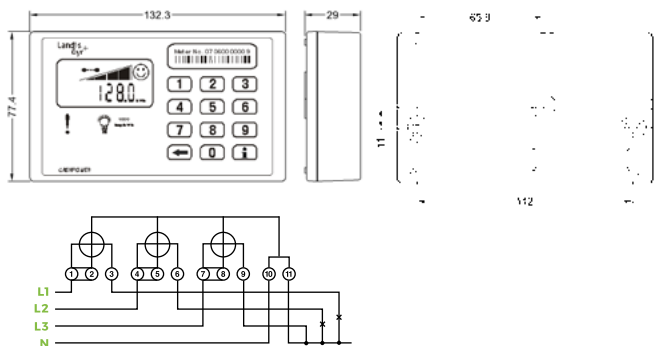 132.3
29
77.4
Landis
Gyr+
Meter No. 07 0600 0000 9
128.0
1 2 3
4 5 6
7 8 9
0 i
112
1 2 3 4 5 6 7 8 9 10 11
L1
L2
L3
N